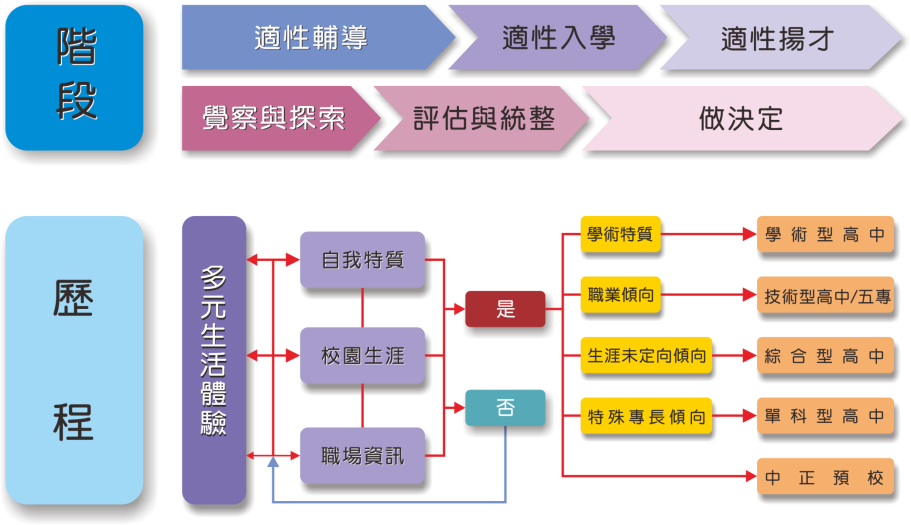 階段
適性輔導
適性入學
適性揚才
覺察與探索
評估與統整
做決定
歷程
多元生活體驗
自我特質
校園生涯
職場資訊
是
否
學術特質
學術型高中
職業傾向
技術型高中/五專
生涯未定向傾向
綜合型高中
特殊專長傾向
單科型高中
中正預校